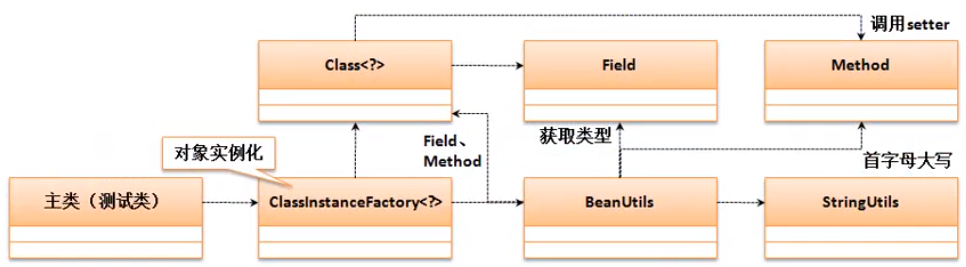 调用setter
Class<?>
Field
Method
Field、
Method
获取类型
对象实例化
首字母大写
主类（测试类）
ClassInstanceFactory<?>
BeanUtils
StringUtils